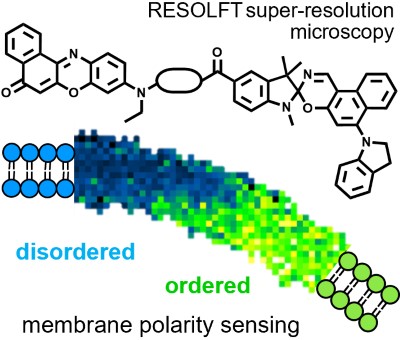 RESOLFT super-resolution
microscopy
N
O
O
N
O
N
N
O
N
disordered
ordered
membrane polarity sensing